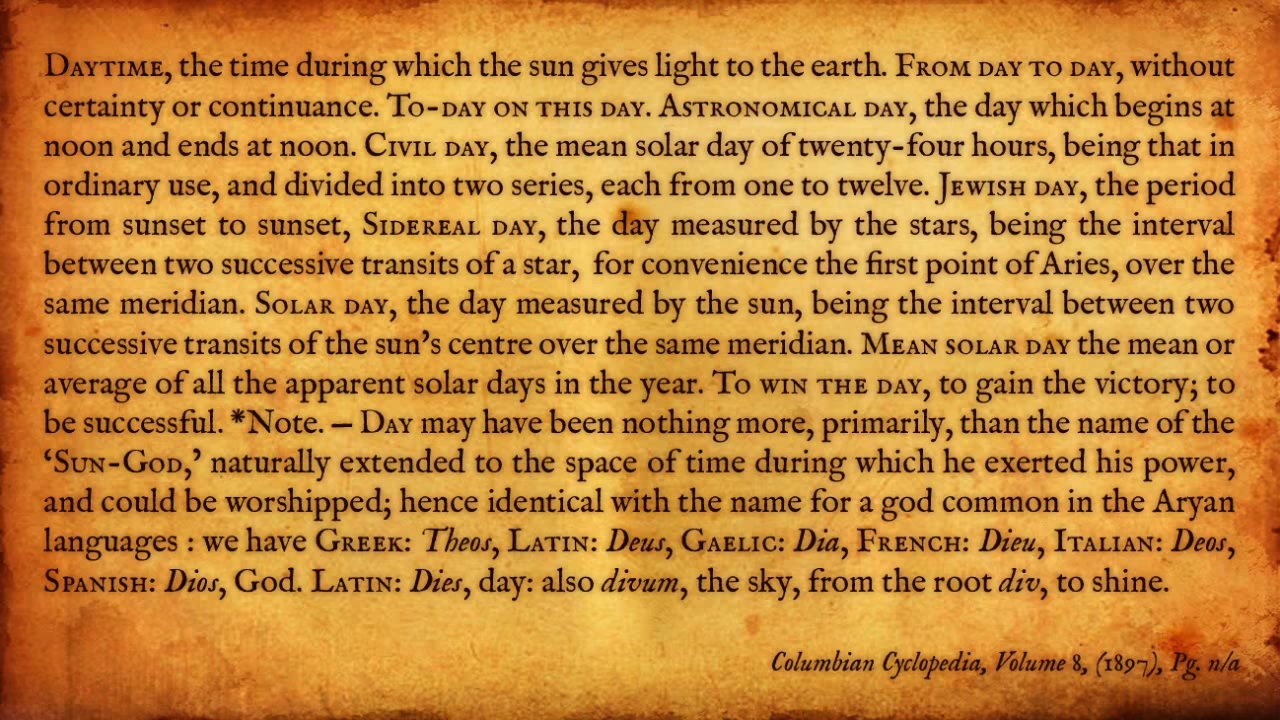 Daytime, the time during which the sun gives light to the earth. From day to day, without
certainty or continuance. To-day on this day. Astronomical day, the day which begins at
noon and ends at noon. Civil day, the mean solar day of twenty-four hours, being that in
ordinary use, and divided into two series, each from one to twelve. Jewish day, the period
from sunset to sunset, Sidereal day, the day measured by the stars, being the interval
between two successive transits of a star, for convenience the first point of Aries, over the
same meridian. Solar day, the day measured by the sun, being the interval between two
successive transits of the sun's centre over the same meridian. Mean solar day the mean or
average of all the apparent solar days in the year. To win the day, to gain the victory; to
be successful. *Note. – Day may have been nothing more, primarily, than the name of the
‘Sun-God,’ naturally extended to the space of time during which he exerted his power,
and could be worshipped; hence identical with the name for a god common in the Aryan
languages : we have Greek: Theos, Latin: Deus, Gaelic: Dia, French: Dieu, Italian: Deos,
Spanish: Dios, God. Latin: Dies, day: also divum, the sky, from the root div, to shine.
Columbian Cyclopedia, Volume 8, (1897), Pg. n/a